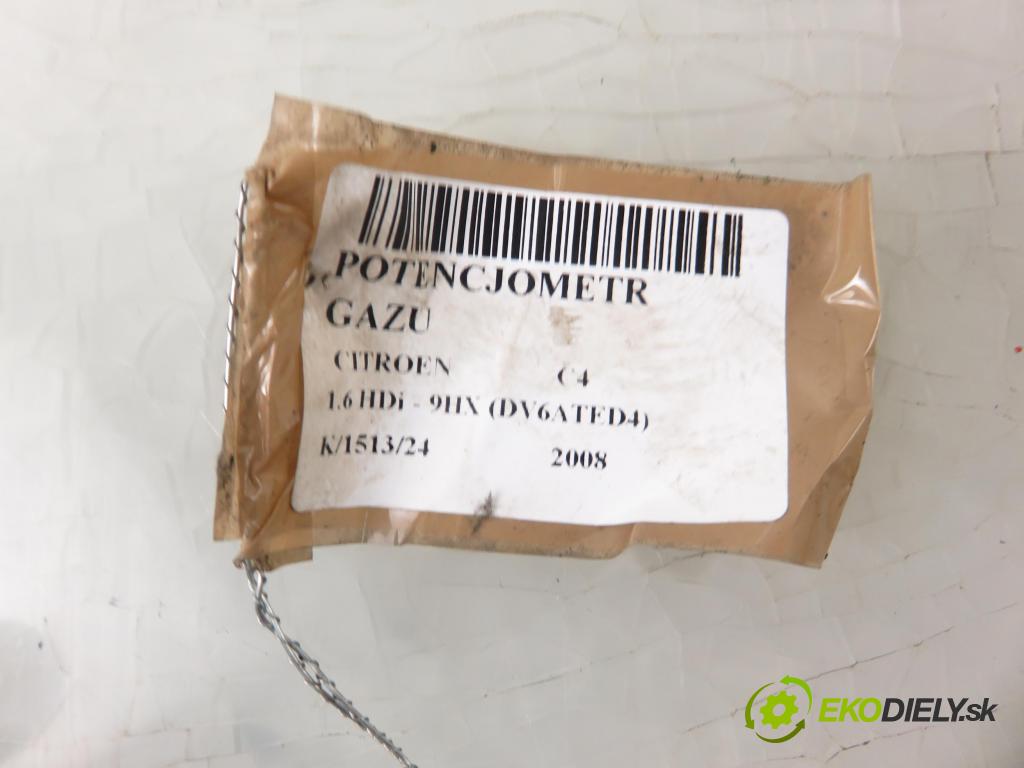 POTENCJOMETR
GAZU
CITROEN C4
1.6 HDi - 9HX (DV6ATED4)
K/1513/24 2008
EKODIELY.sk